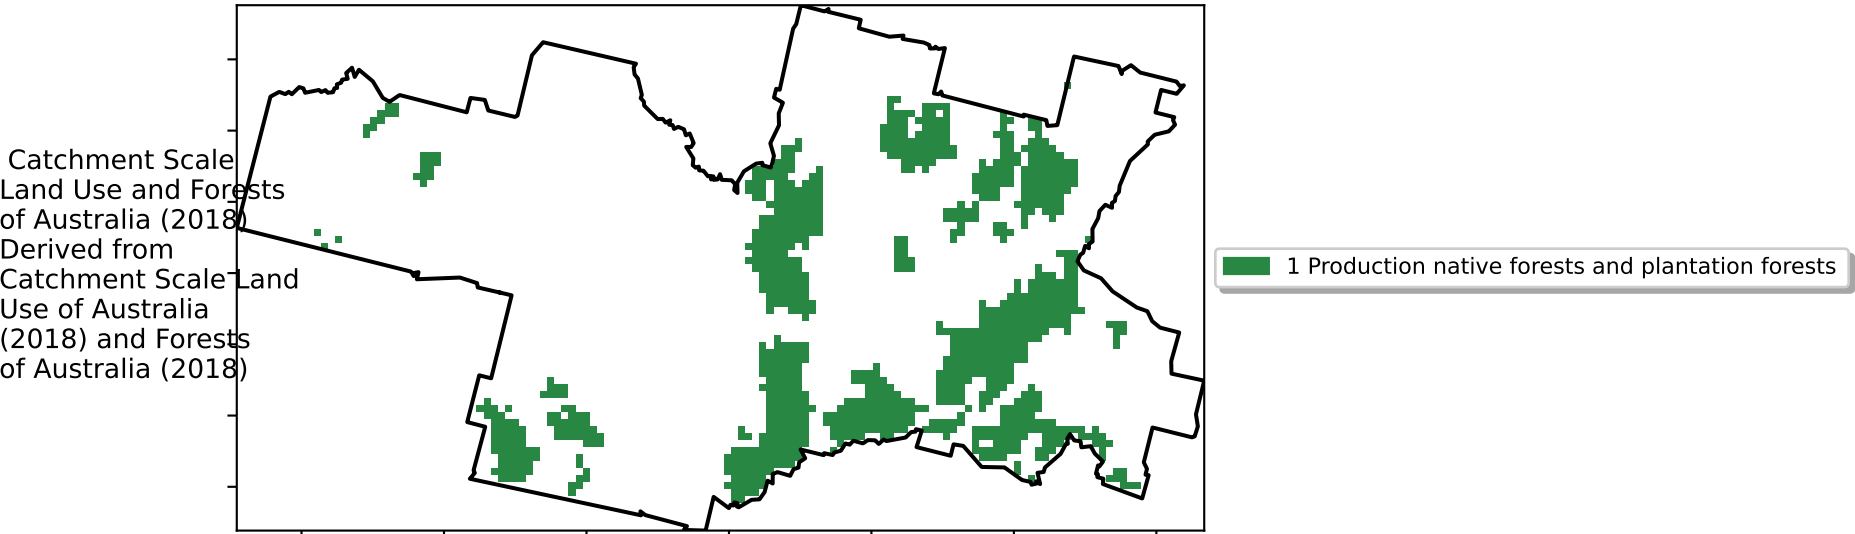 Catchment Scale
Land Use and Forests
of Australia (2018)
Derived from
Catchment Scale Land
Use of Australia
(2018) and Forests
of Australia (2018)
1 Production native forests and plantation forests